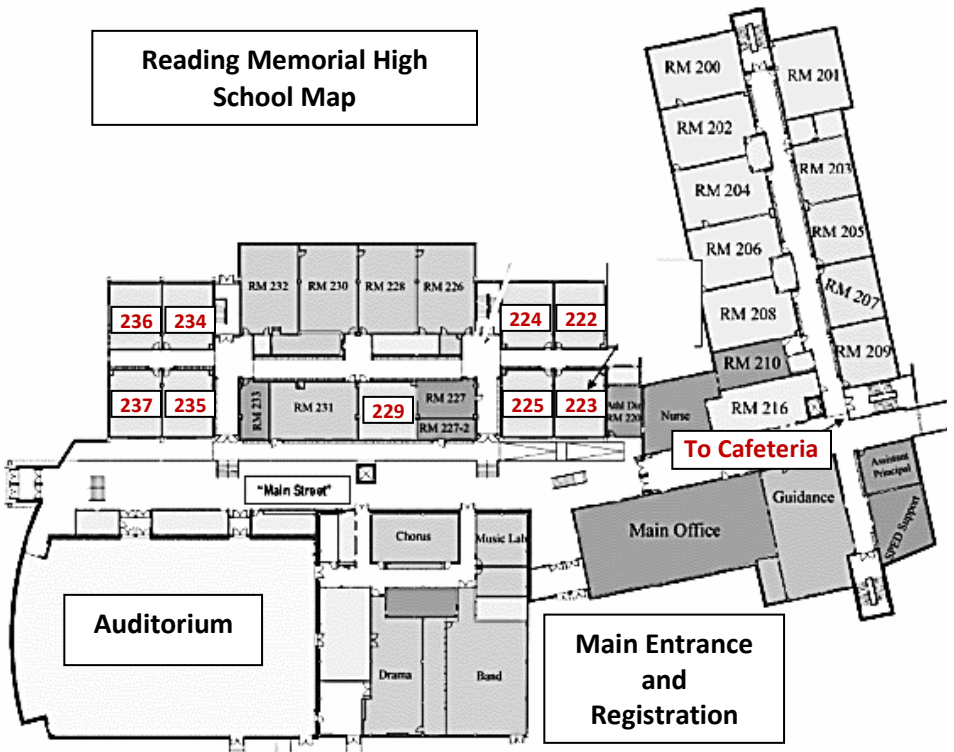 Reading Memorial High
School Map
RM 200
RM 201
RM 202
RM 203
RM 204
RM 205
RM 206
RM 207
RM 208
RM 209
RM 210
RM 216
RM 232
RM 230
RM 228
RM 226
236
234
224
222
237
235
RM 233
RM 231
229
RM 227
RM 227-2
225
223
Athl Dir
RM 220
Nurse
To Cafeteria
Assistant
Principal
"Main Street"
Guidance
Main Office
SPED Support
Chorus
Music Lab
Auditorium
Drama
Band
Main Entrance
and
Registration